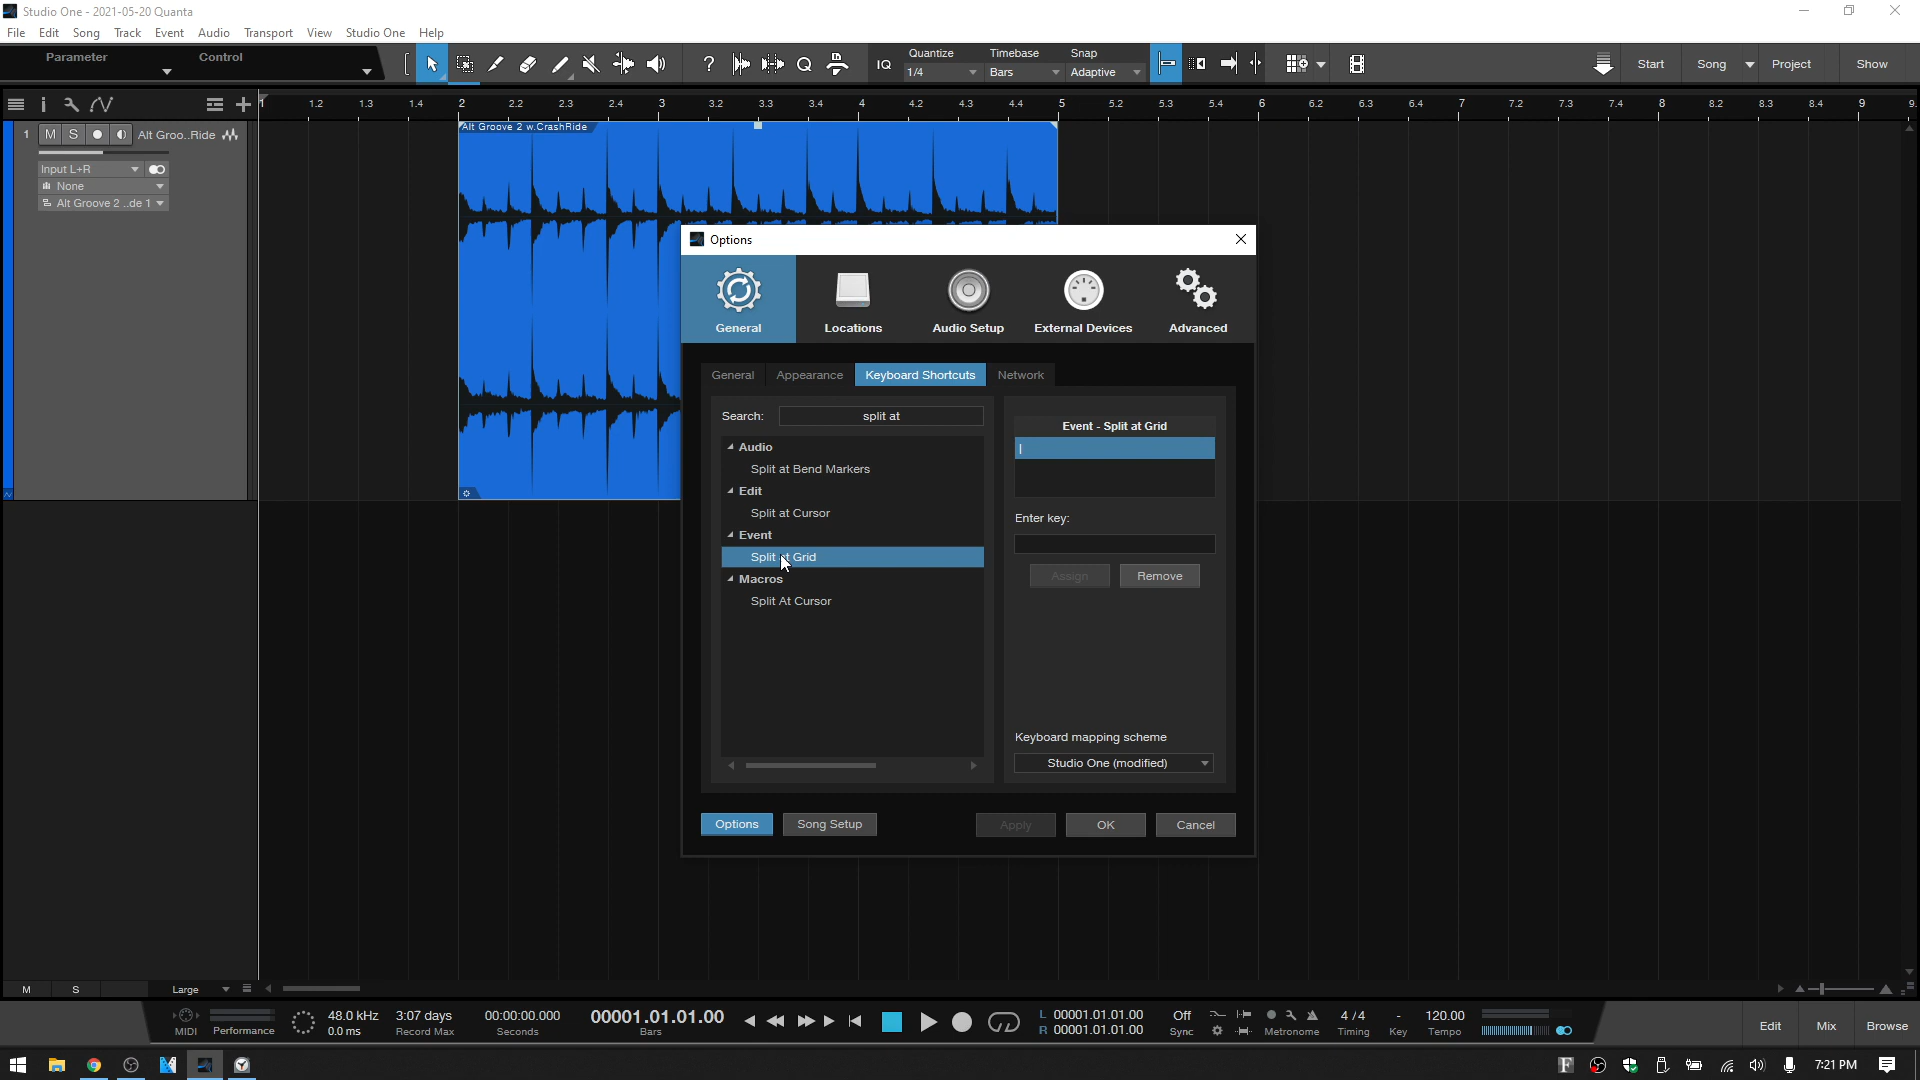 Studio One - 2021-05-20 Quanta
File Edit Song Track Event Audio Transport View Studio One Help
Parameter Control
IQ Quantize 1/4 Timebase Bars Snap Adaptive
Start Song Project Show
1 1.2 1.3 1.4 2 2.2 2.3 2.4 3 3.2 3.3 3.4 4 4.2 4.3 4.4 5 5.2 5.3 5.4 6 6.2 6.3 6.4 7 7.2 7.3 7.4 8 8.2 8.3 8.4 9 9.
1 M S Alt Groo..Ride
Input L+R
None
Alt Groove 2 ..de 1
Alt Groove 2 w.CrashRide
Options
General Locations Audio Setup External Devices Advanced
General Appearance Keyboard Shortcuts Network
Search: split at
Audio
Split at Bend Markers
Edit
Split at Cursor
Event
Split at Grid
Macros
Split At Cursor
Event - Split at Grid
|
Enter key:
Assign Remove
Keyboard mapping scheme
Studio One (modified)
Options Song Setup Apply OK Cancel
M S Large
MIDI Performance
48.0 kHz
0.0 ms
3:07 days
Record Max
00:00:00.000
Seconds
00001.01.01.00
Bars
L 00001.01.01.00
R 00001.01.01.00
Off
Sync
Metronome
4 / 4
Timing
-
Key
120.00
Tempo
Edit Mix Browse
7:21 PM